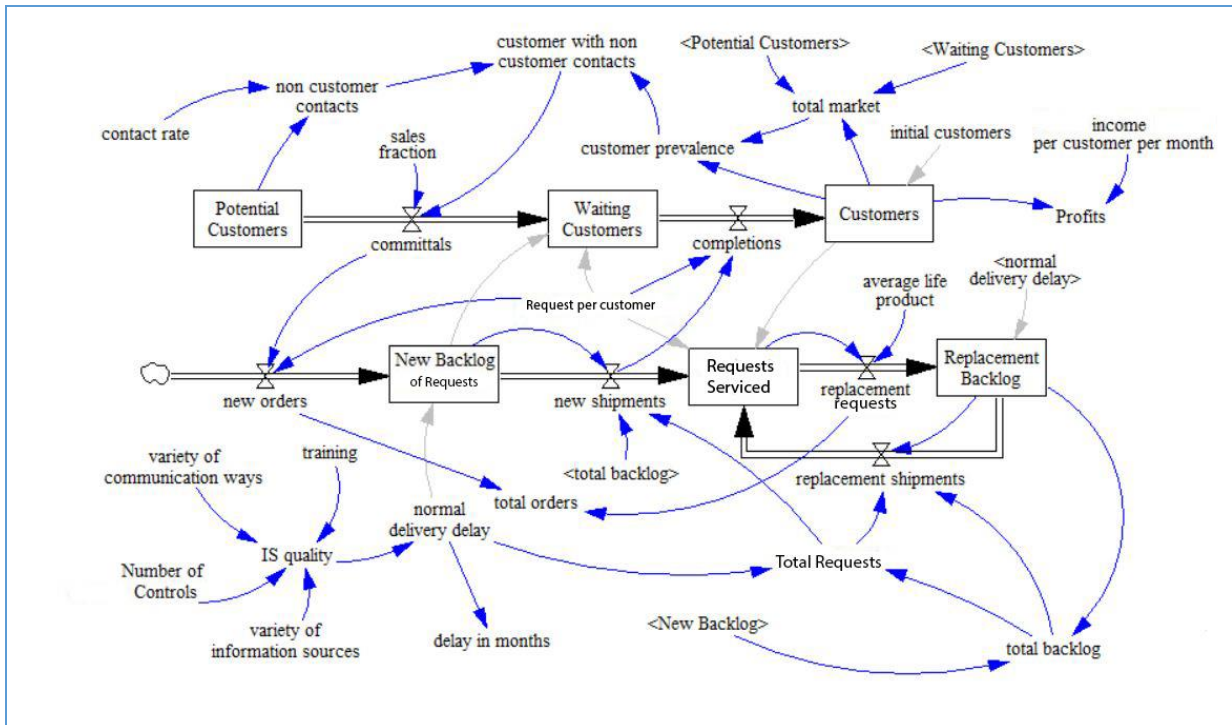 customer with non
customer contacts
<Potential Customers>
<Waiting Customers>
non customer
contacts
total market
contact rate
sales
fraction
customer prevalence
initial customers
income
per customer per month
Potential
Customers
Waiting
Customers
Customers
Profits
committals
completions
<normal
delivery delay>
average life
product
Request per customer
New Backlog
of Requests
Requests
Serviced
Replacement
Backlog
new orders
new shipments
replacement
requests
variety of
communication ways
training
<total backlog>
replacement shipments
total orders
normal
delivery delay
IS quality
Total Requests
Number of
Controls
variety of
information sources
delay in months
<New Backlog>
total backlog